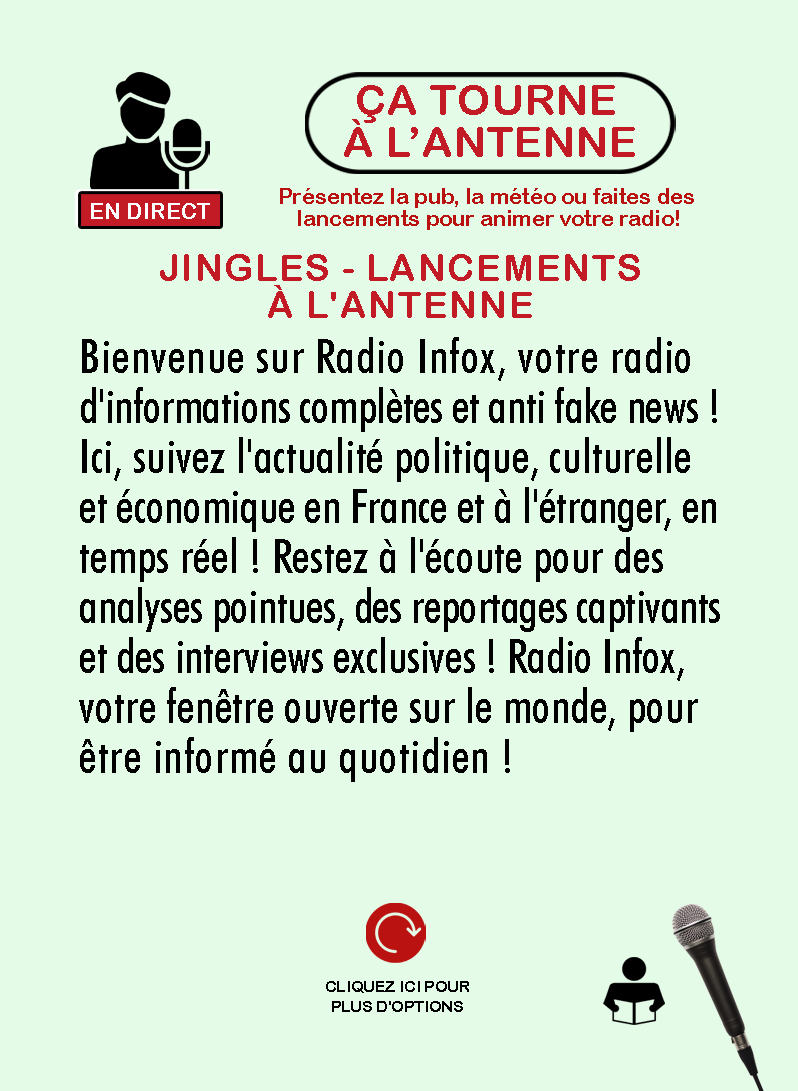 ÇA TOURNE
À L’ANTENNE
EN DIRECT
Présentez la pub, la météo ou faites des
lancements pour animer votre radio!
JINGLES - LANCEMENTS
À L'ANTENNE
Bienvenue sur Radio Infox, votre radio
d'informations complètes et anti fake news !
Ici, suivez l'actualité politique, culturelle
et économique en France et à l'étranger, en
temps réel ! Restez à l'écoute pour des
analyses pointues, des reportages captivants
et des interviews exclusives ! Radio Infox,
votre fenêtre ouverte sur le monde, pour
être informé au quotidien !
CLIQUEZ ICI POUR
PLUS D'OPTIONS